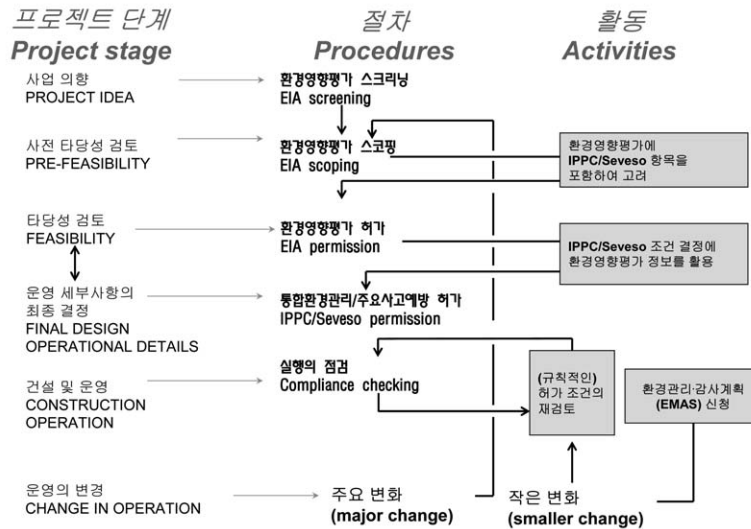 프로젝트 단계
Project stage
절차
Procedures
활동
Activities
사업 의향
PROJECT IDEA
환경영향평가 스크리닝
EIA screening
사전 타당성 검토
PRE-FEASIBILITY
환경영향평가 스코핑
EIA scoping
환경영향평가에
IPPC/Seveso 항목을
포함하여 고려
타당성 검토
FEASIBILITY
환경영향평가 허가
EIA permission
IPPC/Seveso 조건 결정에
환경영향평가 정보를 활용
운영 세부사항의
최종 결정
FINAL DESIGN
OPERATIONAL DETAILS
통합환경관리/주요사고예방 허가
IPPC/Seveso permission
건설 및 운영
CONSTRUCTION
OPERATION
실행의 점검
Compliance checking
(규칙적인)
허가 조건의
재검토
환경관리·감사계획
(EMAS) 신청
운영의 변경
CHANGE IN OPERATION
주요 변화
(major change)
작은 변화
(smaller change)